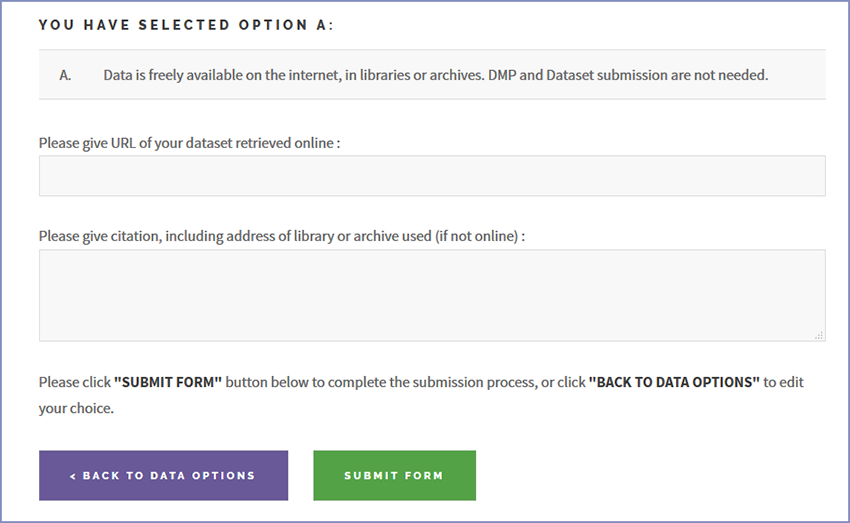 YOU HAVE SELECTED OPTION A:
A. Data is freely available on the internet, in libraries or archives. DMP and Dataset submission are not needed.
Please give URL of your dataset retrieved online :
Please give citation, including address of library or archive used (if not online) :
Please click "SUBMIT FORM" button below to complete the submission process, or click "BACK TO DATA OPTIONS" to edit
your choice.
< BACK TO DATA OPTIONS SUBMIT FORM